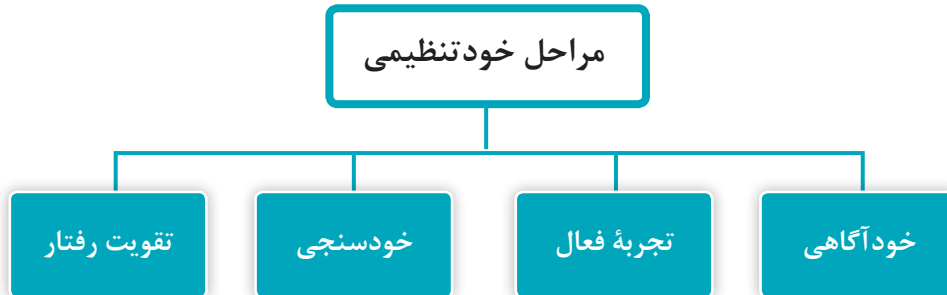 مراحل خودتنظیمی
خودآگاهی
تجربهٔ فعال
خودسنجی
تقویت رفتار